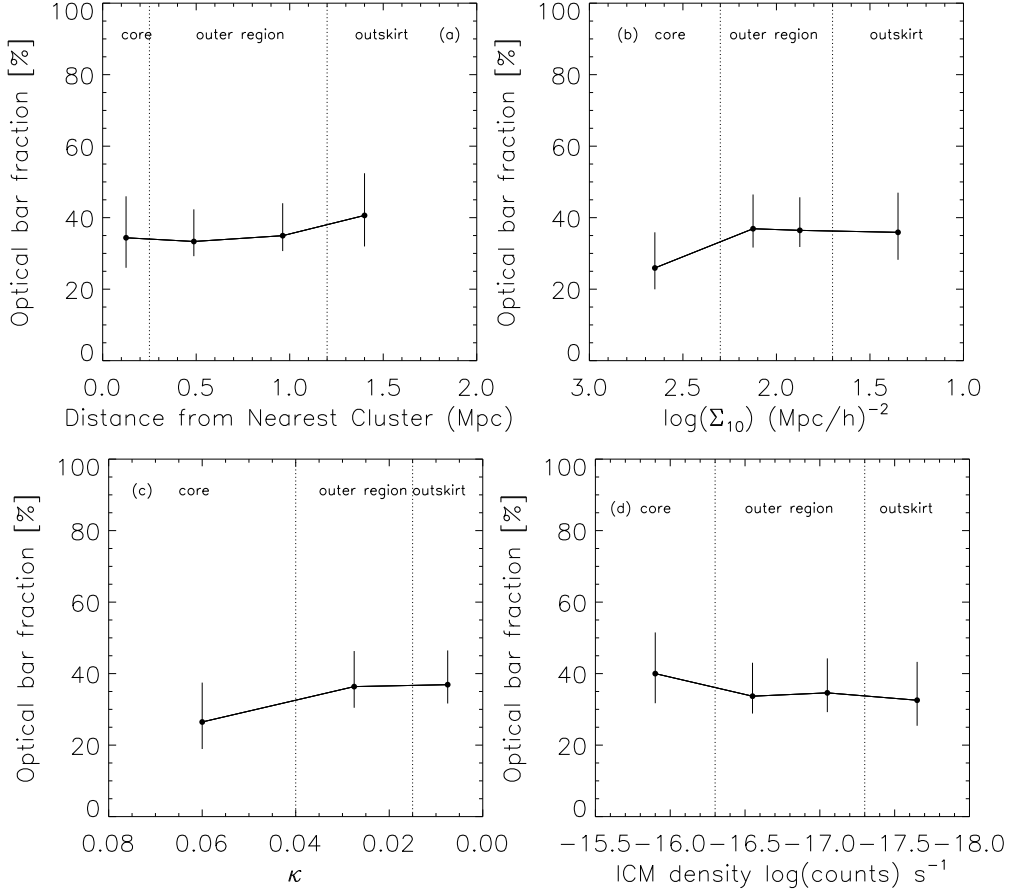 Optical bar fraction [%]
100
80
60
40
20
0
core outer region outskirt (a)
0.0 0.5 1.0 1.5 2.0
Distance from Nearest Cluster (Mpc)
Optical bar fraction [%]
100
80
60
40
20
0
(b) core outer region outskirt
3.0 2.5 2.0 1.5 1.0
log(Σ₁₀) (Mpc/h)⁻²
Optical bar fraction [%]
100
80
60
40
20
0
(c) core outer region outskirt
0.08 0.06 0.04 0.02 0.00
κ
Optical bar fraction [%]
100
80
60
40
20
0
(d) core outer region outskirt
−15.5 −16.0 −16.5 −17.0 −17.5 −18.0
ICM density log(counts) s⁻¹